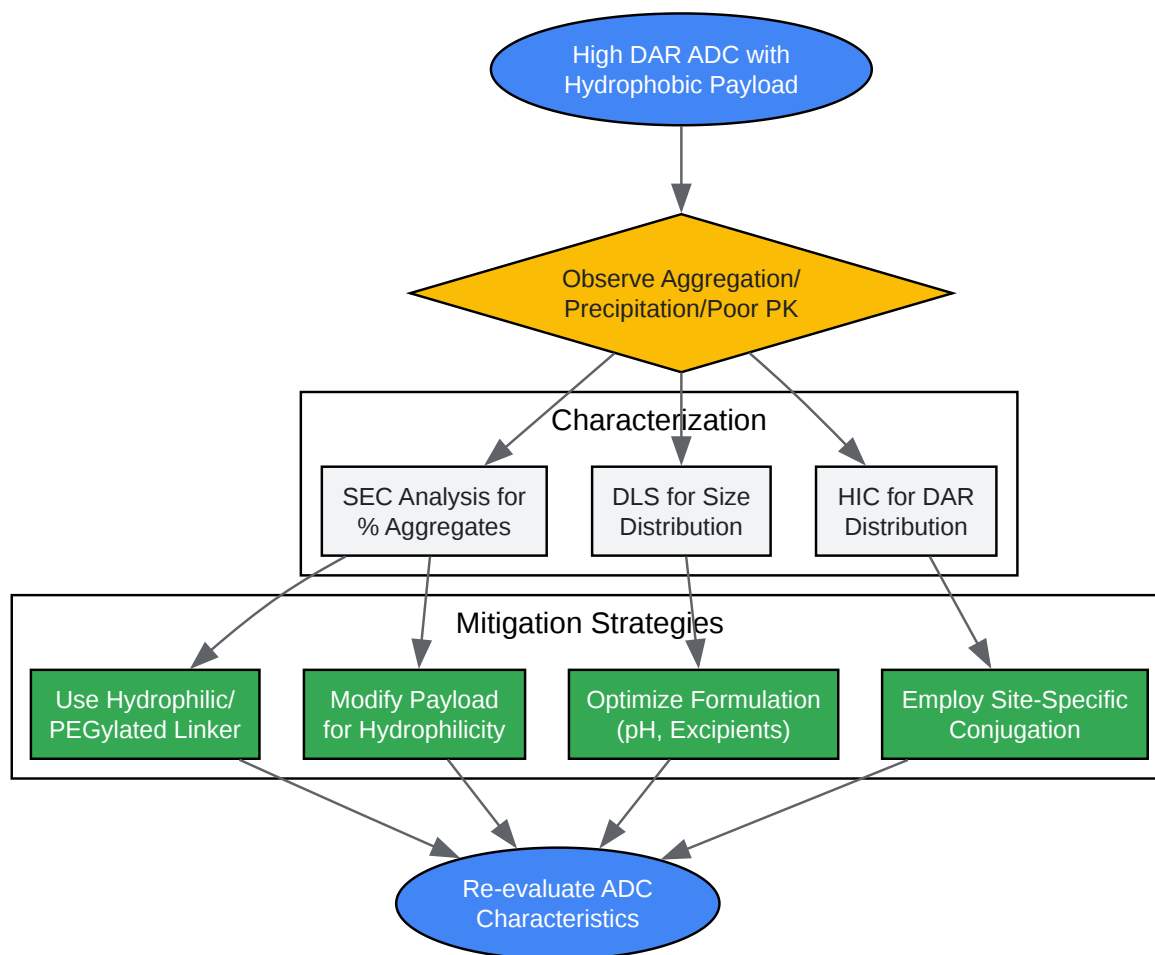 High DAR ADC with
Hydrophobic Payload
Observe Aggregation/
Precipitation/Poor PK
Characterization
SEC Analysis for
% Aggregates
DLS for Size
Distribution
HIC for DAR
Distribution
Mitigation Strategies
Use Hydrophilic/
PEGylated Linker
Modify Payload
for Hydrophilicity
Optimize Formulation
(pH, Excipients)
Employ Site-Specific
Conjugation
Re-evaluate ADC
Characteristics